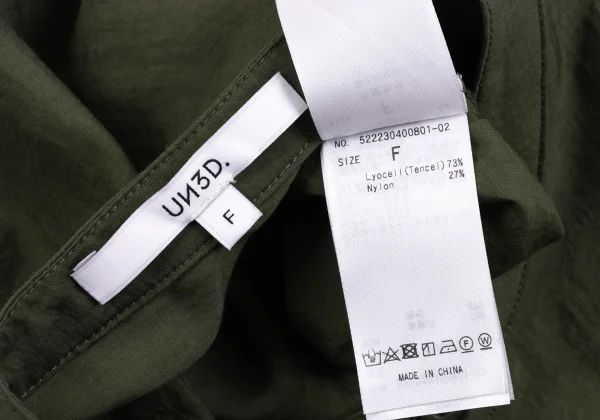 UN3D.
F
NO. 522230400801-02
SIZE F
Lyocell(Tencel) 73%
Nylon 27%
F W
MADE IN CHINA